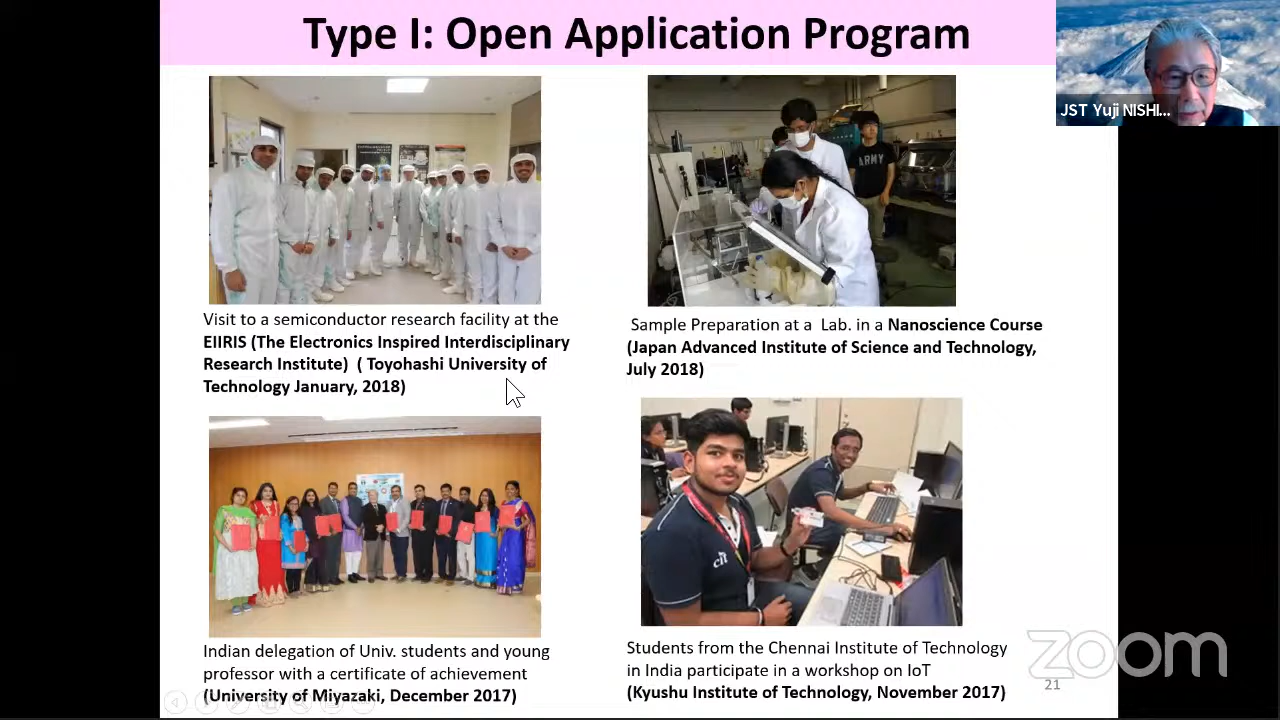 Type I: Open Application Program
JST Yuji NISHI...
ARMY
Visit to a semiconductor research facility at the
EIIRIS (The Electronics Inspired Interdisciplinary
Research Institute) ( Toyohashi University of
Technology January, 2018)
Sample Preparation at a Lab. in a Nanoscience Course
(Japan Advanced Institute of Science and Technology,
July 2018)
cit
Indian delegation of Univ. students and young
professor with a certificate of achievement
(University of Miyazaki, December 2017)
Students from the Chennai Institute of Technology
in India participate in a workshop on IoT
(Kyushu Institute of Technology, November 2017)
zoom
21